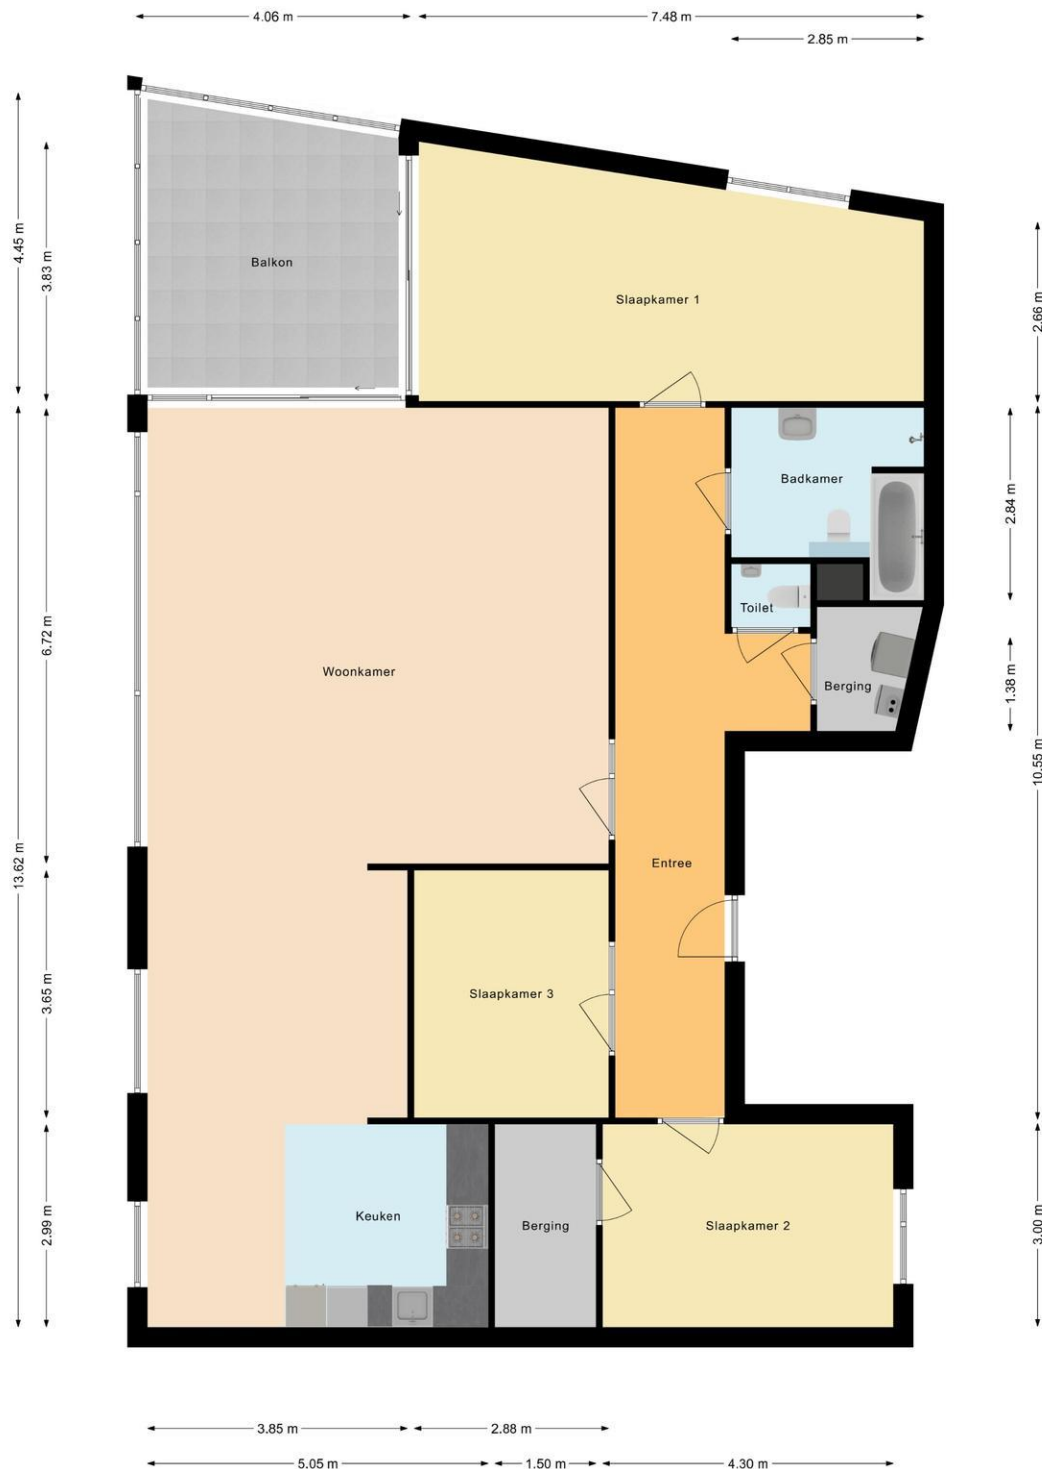 4.06 m
7.48 m
2.85 m
4.45 m
3.83 m
2.66 m
Balkon
Slaapkamer 1
Badkamer
2.84 m
Toilet
6.72 m
Woonkamer
Berging
1.38 m
10.55 m
13.62 m
Entree
3.65 m
Slaapkamer 3
2.99 m
Keuken
Berging
Slaapkamer 2
3.00 m
3.85 m
2.88 m
5.05 m
1.50 m
4.30 m